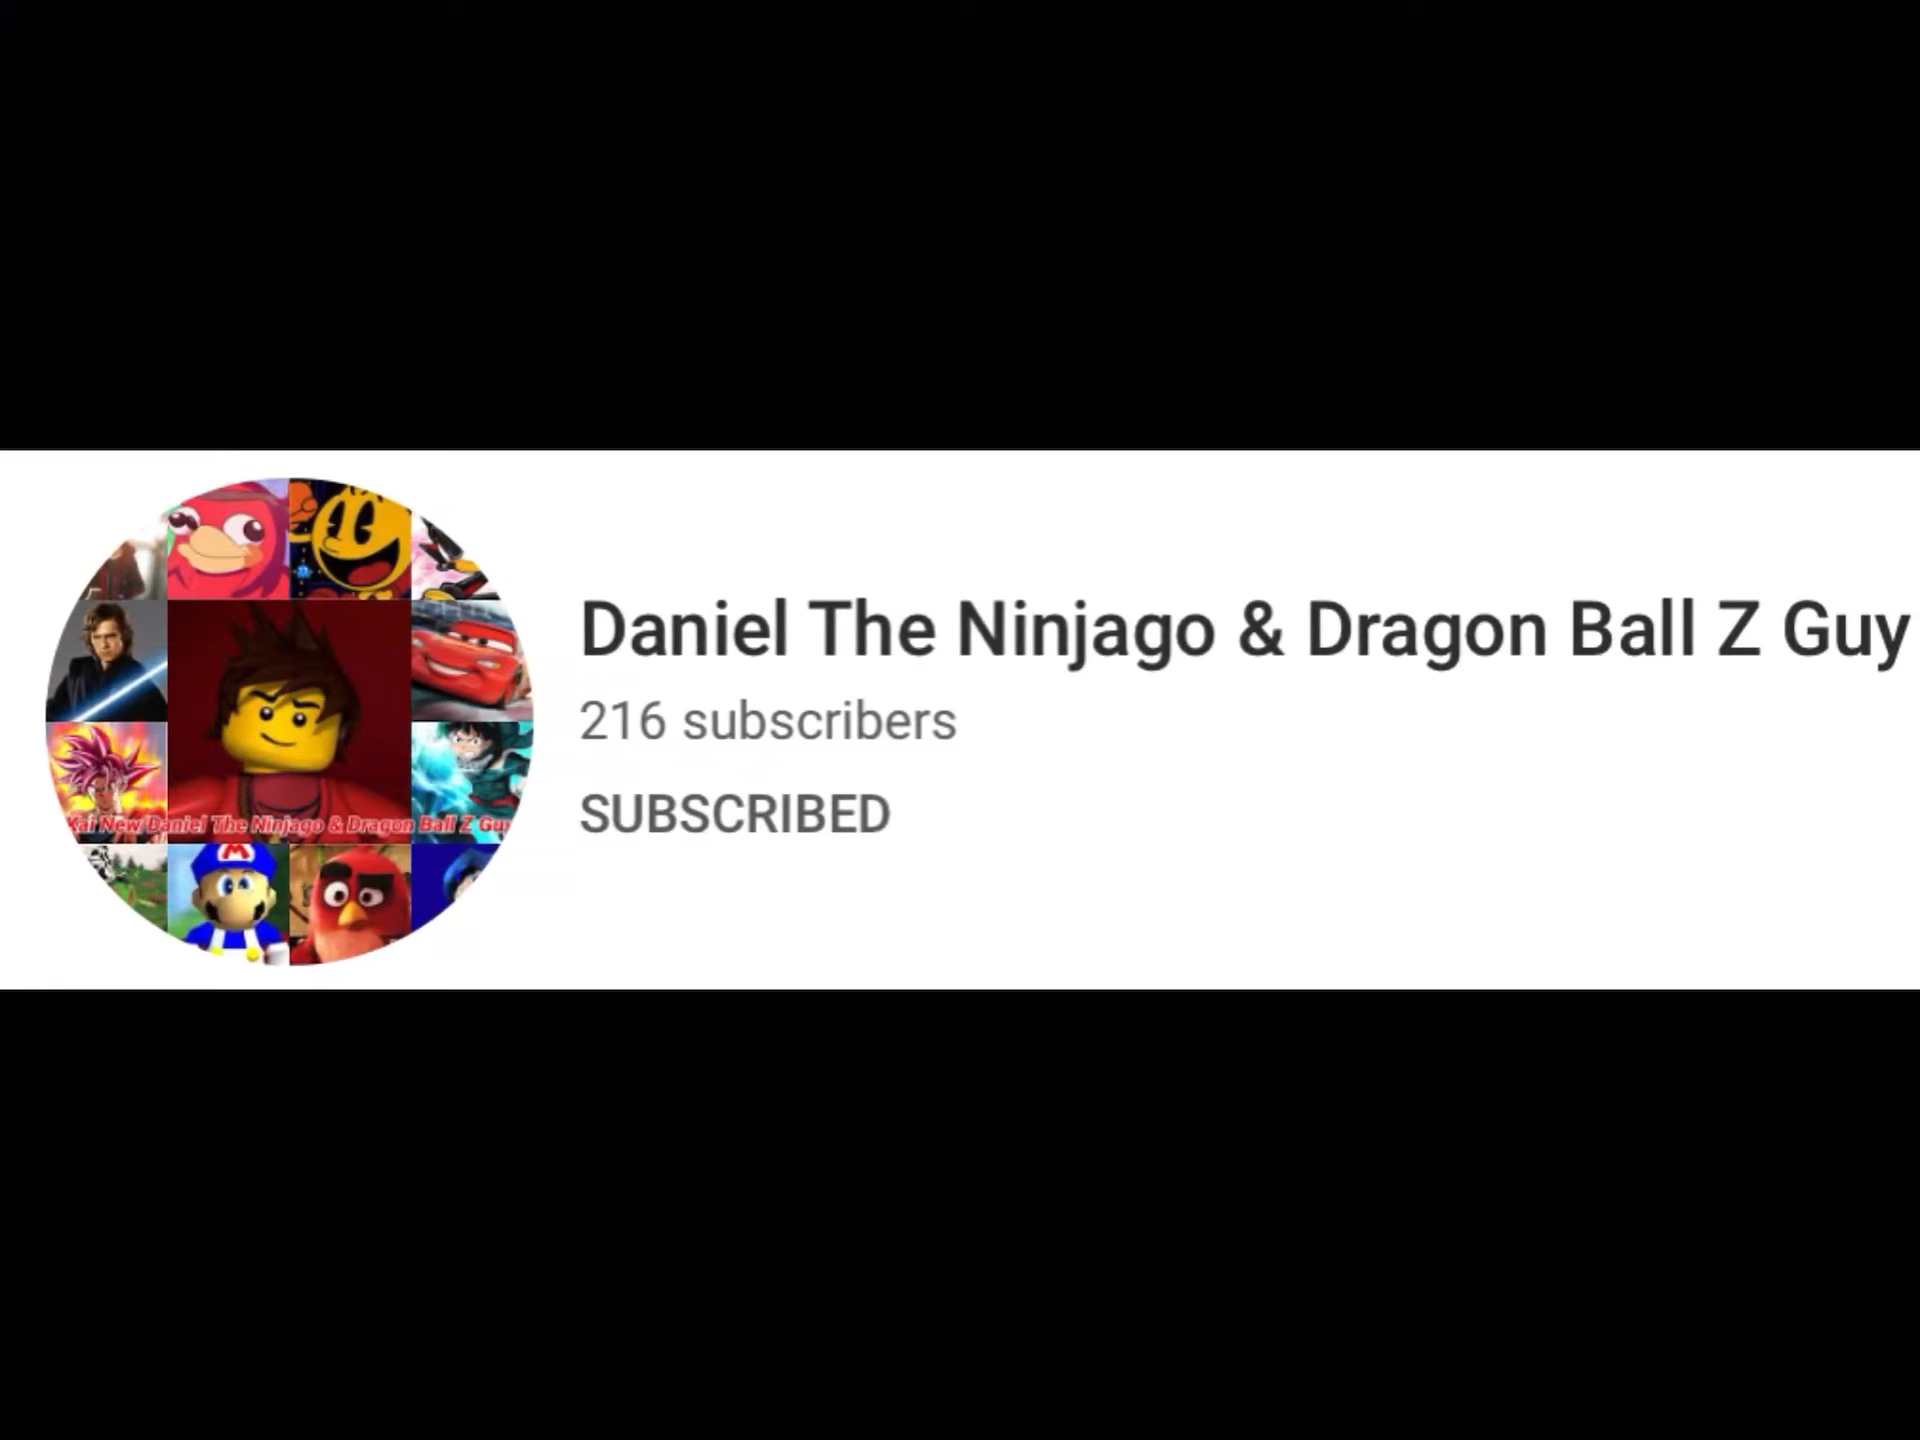 Daniel The Ninjago & Dragon Ball Z Guy
216 subscribers
SUBSCRIBED
Kai New/Daniel The Ninjago & Dragon Ball Z Guy
M